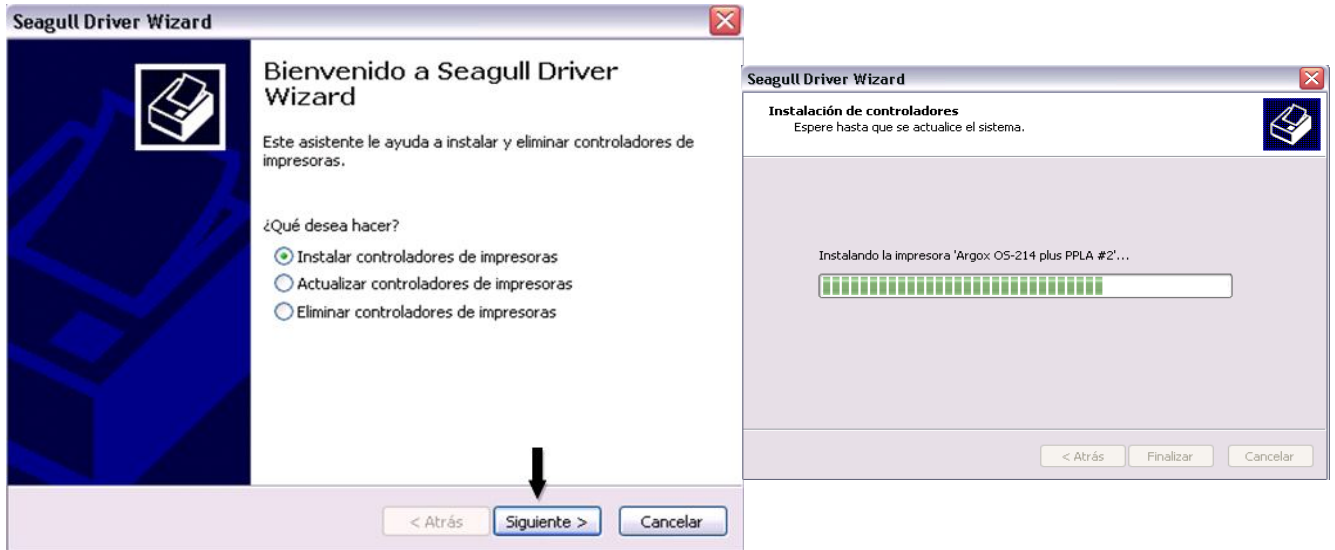 Seagull Driver Wizard
Bienvenido a Seagull Driver
Wizard
Este asistente le ayuda a instalar y eliminar controladores de
impresoras.
¿Qué desea hacer?
Instalar controladores de impresoras
Actualizar controladores de impresoras
Eliminar controladores de impresoras
< Atrás
Siguiente >
Cancelar
Seagull Driver Wizard
Instalación de controladores
Espere hasta que se actualice el sistema.
Instalando la impresora 'Argox OS-214 plus PPLA #2'...
< Atrás
Finalizar
Cancelar